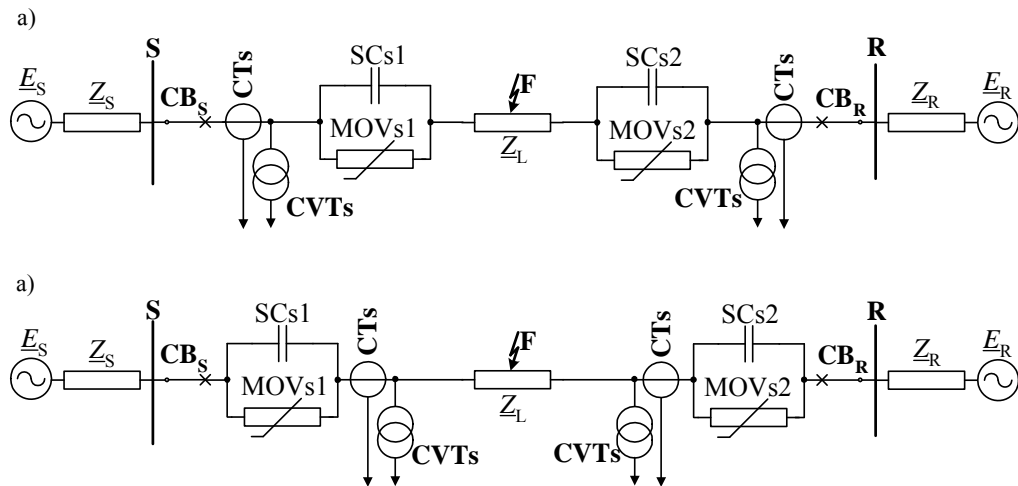 a)
S
R
E_S
Z_S
CB_S
CTs
SCs1
MOVs1
CVTs
F
Z_L
SCs2
MOVs2
CVTs
CTs
CB_R
Z_R
E_R
a)
S
R
E_S
Z_S
CB_S
SCs1
MOVs1
CTs
CVTs
F
Z_L
CTs
CVTs
SCs2
MOVs2
CB_R
Z_R
E_R